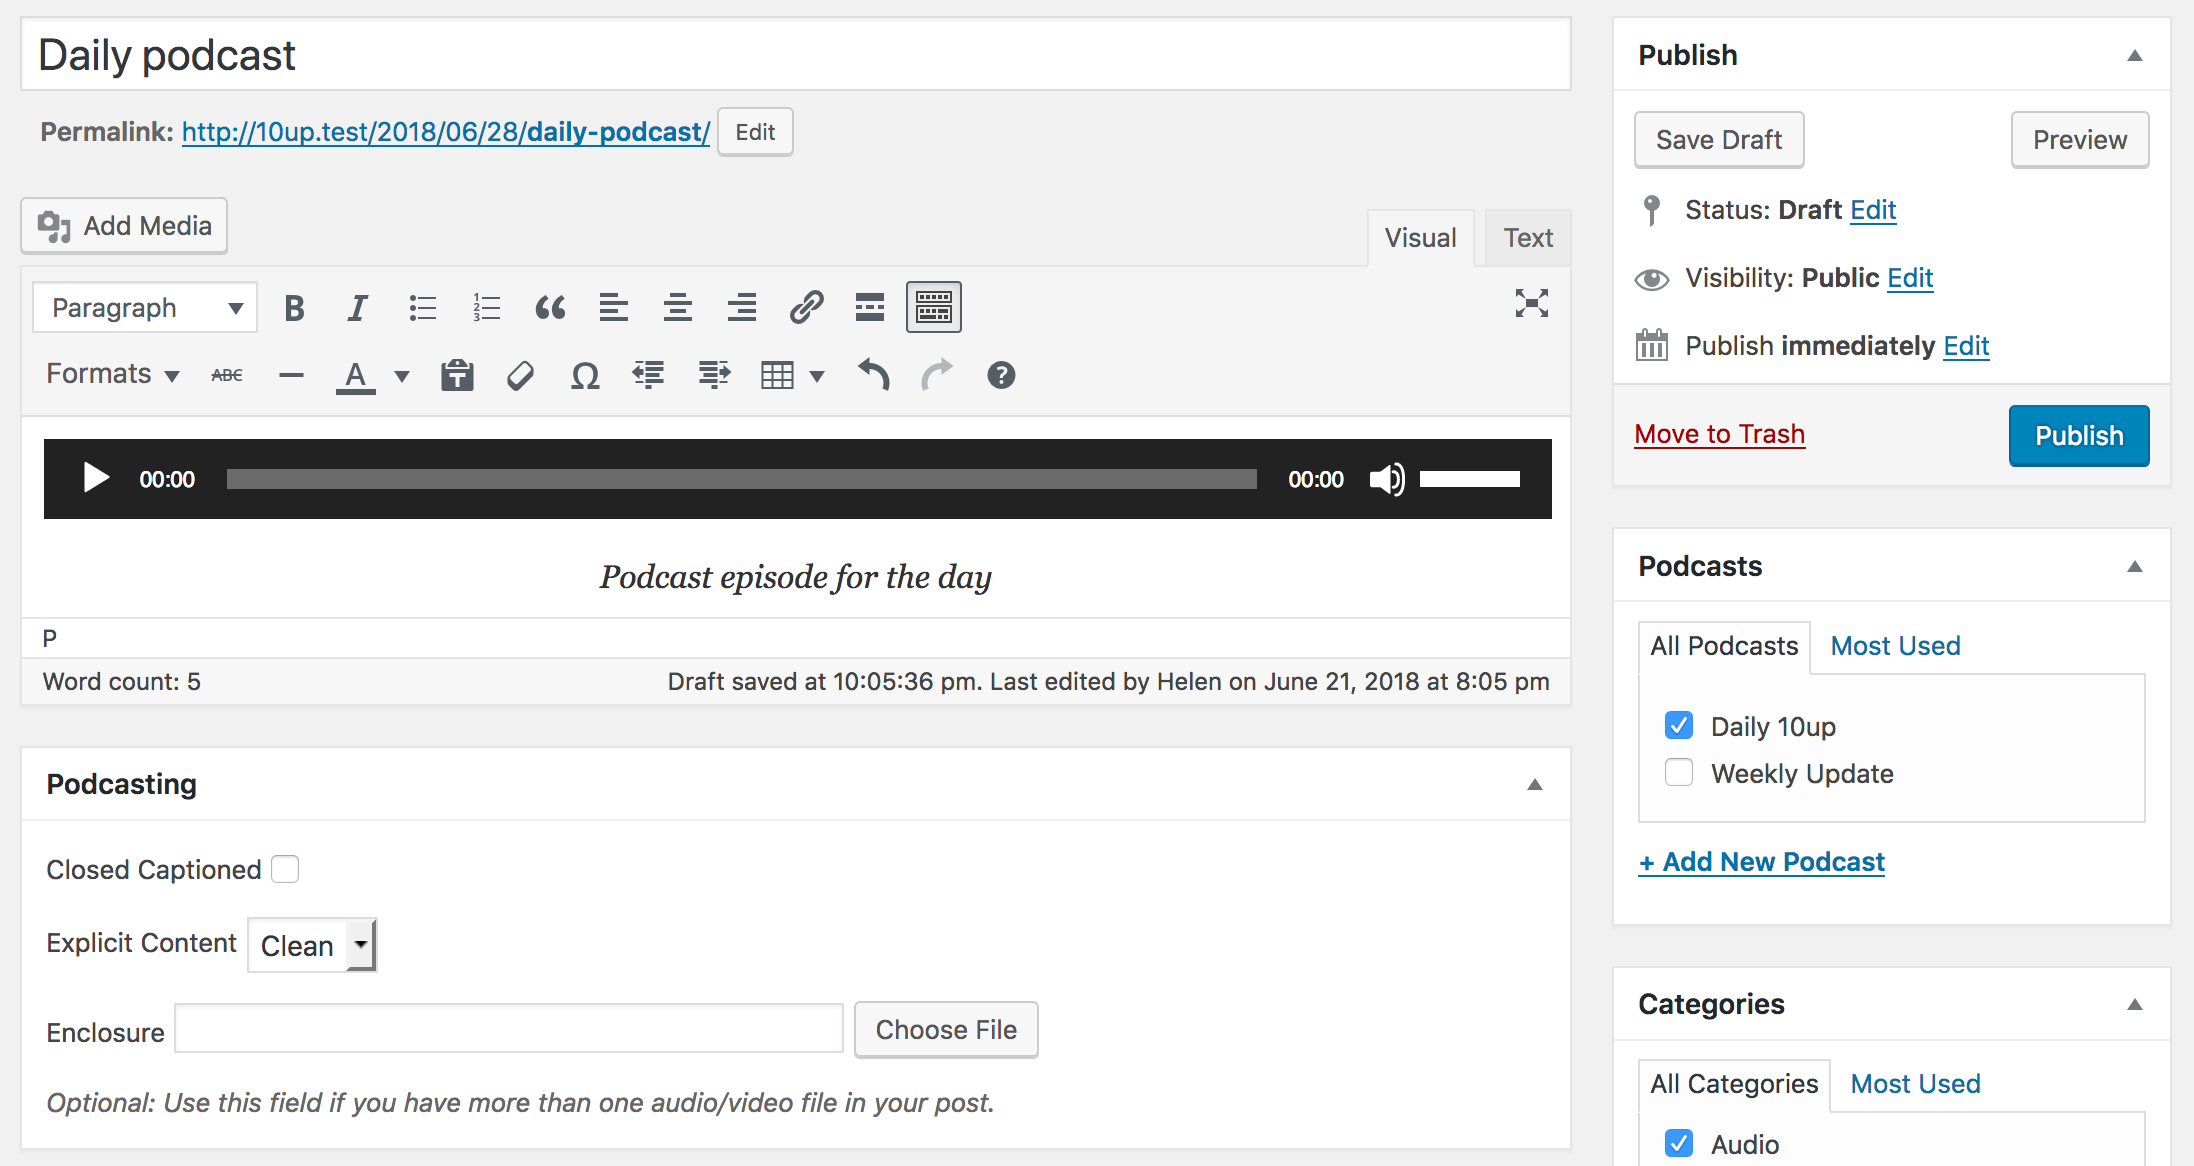 Daily podcast
Permalink: http://10up.test/2018/06/28/daily-podcast/ Edit
Add Media
Visual Text
Paragraph B I
Formats ABC A
00:00 00:00
Podcast episode for the day
P
Word count: 5 Draft saved at 10:05:36 pm. Last edited by Helen on June 21, 2018 at 8:05 pm
Podcasting
Closed Captioned
Explicit Content Clean
Enclosure Choose File
Optional: Use this field if you have more than one audio/video file in your post.
Publish
Save Draft Preview
Status: Draft Edit
Visibility: Public Edit
Publish immediately Edit
Move to Trash Publish
Podcasts
All Podcasts Most Used
Daily 10up
Weekly Update
+ Add New Podcast
Categories
All Categories Most Used
Audio